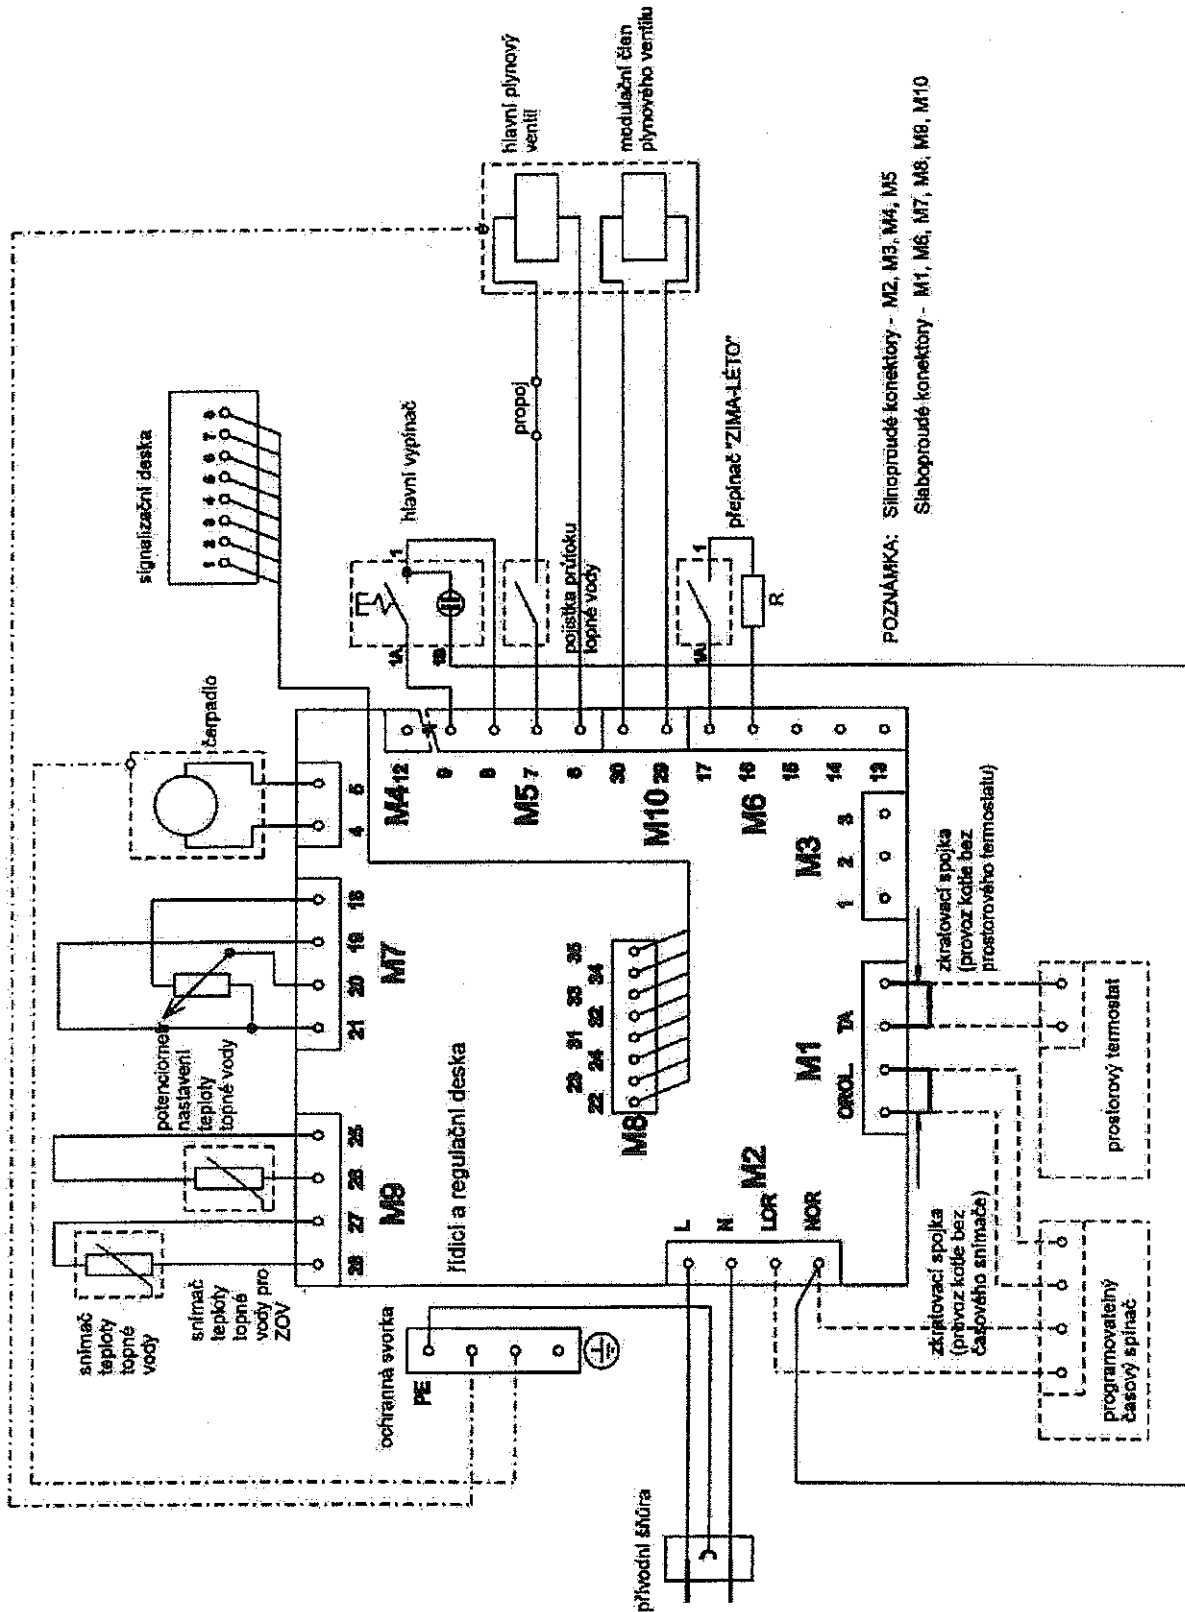 snímač
teploty
topné
vody
snímač
teploty
topné
vody pro
ZOV
potenciometr
nastavení
teploty
topné vody
čerpadlo
signalizační deska
1 2 3 4 5 6 7 8
28 27 26 25
M9
21 20 19 18
M7
4 5
M4
12
ochranná svorka
PE
řídicí a regulační deska
hlavní vypínač
1A
1B
1
9
8
M5
7
6
pojistka průtoku
topné vody
propoj
hlavní plynový
ventil
modulační člen
plynového ventilu
30
M10
29
17
M6
16
15
14
13
1A
1
R
přepínač "ZIMA-LÉTO"
M8
22 23 24 31 32 33 34 35
přívodní šňůra
M2
L
N
LOR
NOR
M1
OROL
TA
M3
1 2 3
zkratovací spojka
(provoz kotle bez
časového snímače)
zkratovací spojka
(provoz kotle bez
prostorového termostatu)
programovatelný
časový spínač
prostorový termostat
POZNÁMKA: Silnoproudé konektory - M2, M3, M4, M5
Slaboproudé konektory - M1, M6, M7, M8, M9, M10